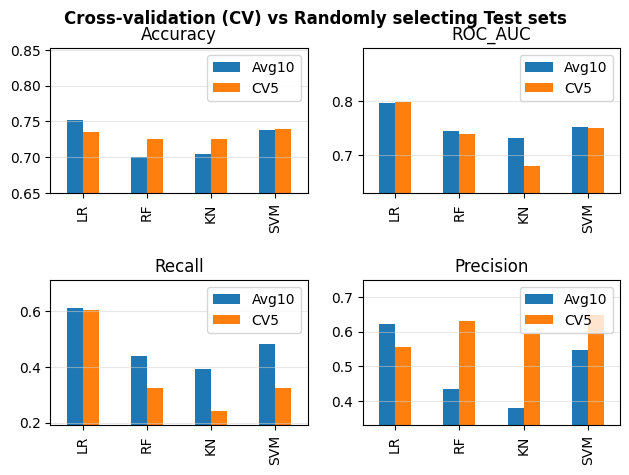 Cross-validation (CV) vs Randomly selecting Test sets
Accuracy
0.85
0.80
0.75
0.70
0.65
Avg10
CV5
LR
RF
KN
SVM
ROC_AUC
0.8
0.7
Avg10
CV5
LR
RF
KN
SVM
Recall
0.6
0.4
0.2
Avg10
CV5
LR
RF
KN
SVM
Precision
0.7
0.6
0.5
0.4
Avg10
CV5
LR
RF
KN
SVM